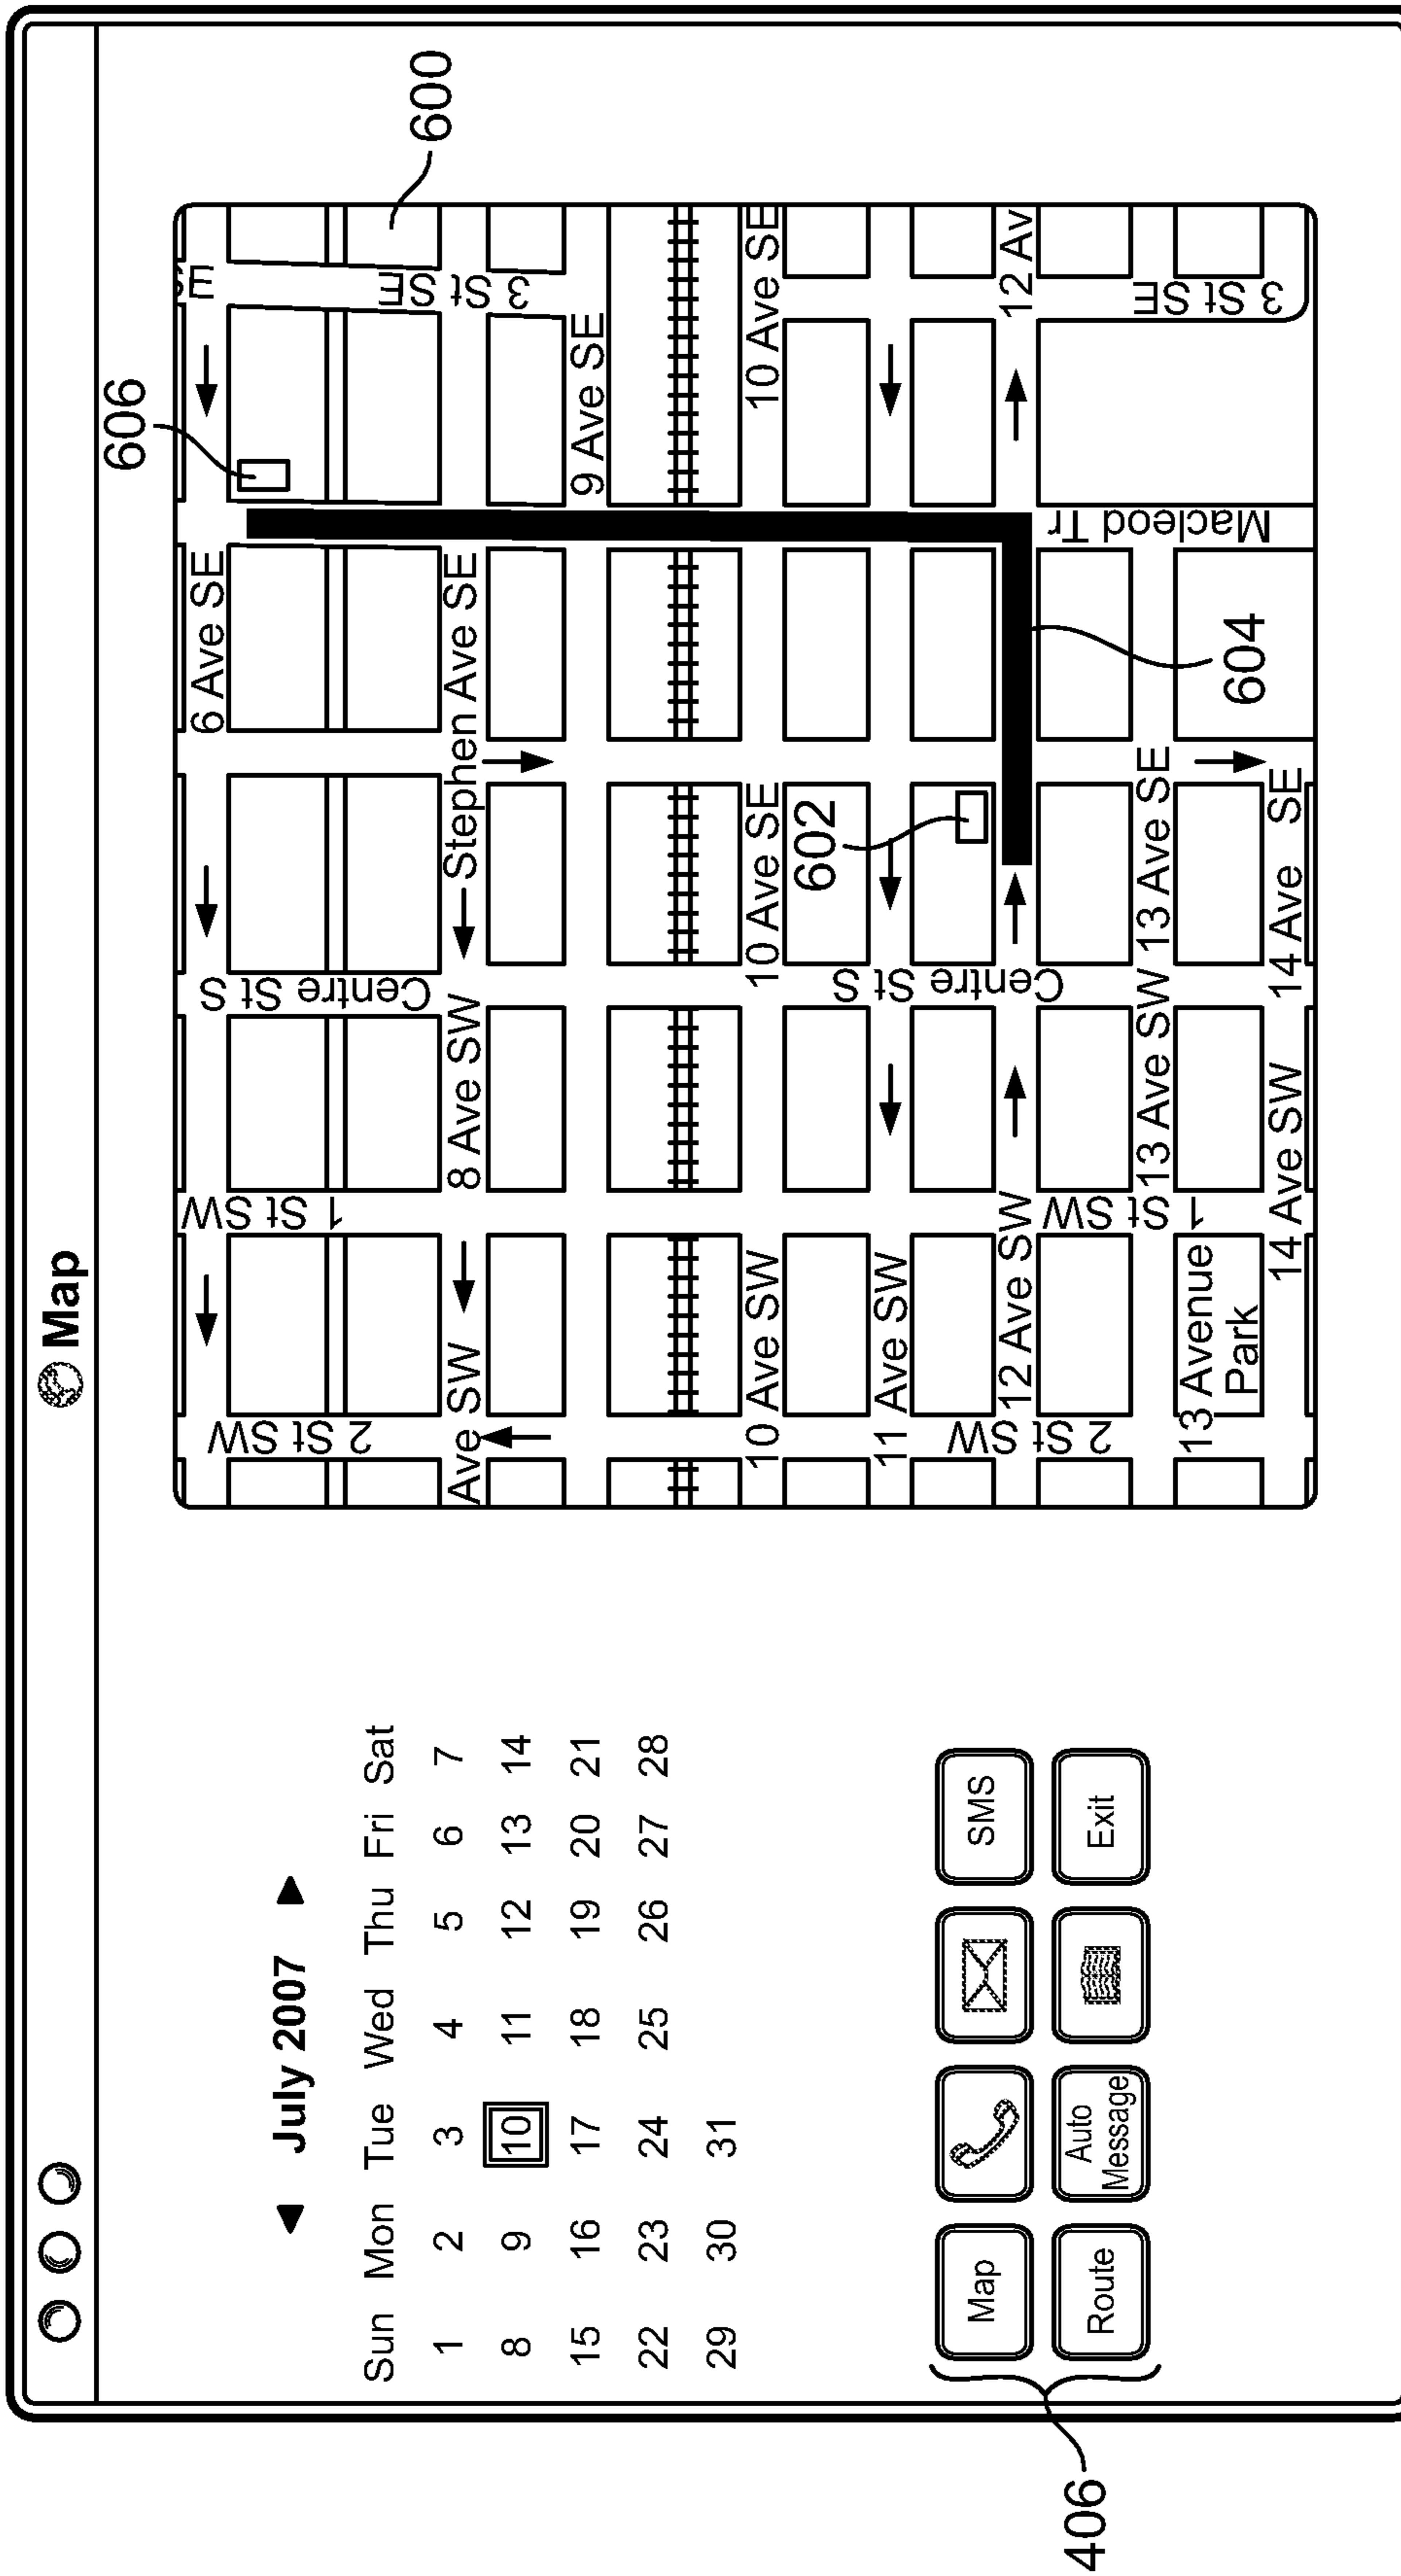 Map
July 2007
Sun Mon Tue Wed Thu Fri Sat
1 2 3 4 5 6 7
8 9 10 11 12 13 14
15 16 17 18 19 20 21
22 23 24 25 26 27 28
29 30 31
Map
SMS
Route
Auto
Message
Exit
406
606
600
6 Ave SE
SE
2 St SW
1 St SW
Centre St S
3 St SE
Ave SW
8 Ave SW
Stephen Ave SE
9 Ave SE
10 Ave SW
10 Ave SE
10 Ave SE
602
11 Ave SW
2 St SW
Centre St S
12 Ave SW
12 Av
1 St SW
Macleod Tr
3 St SE
13 Ave SW
13 Ave SE
13 Avenue
Park
604
14 Ave SW
14 Ave SE